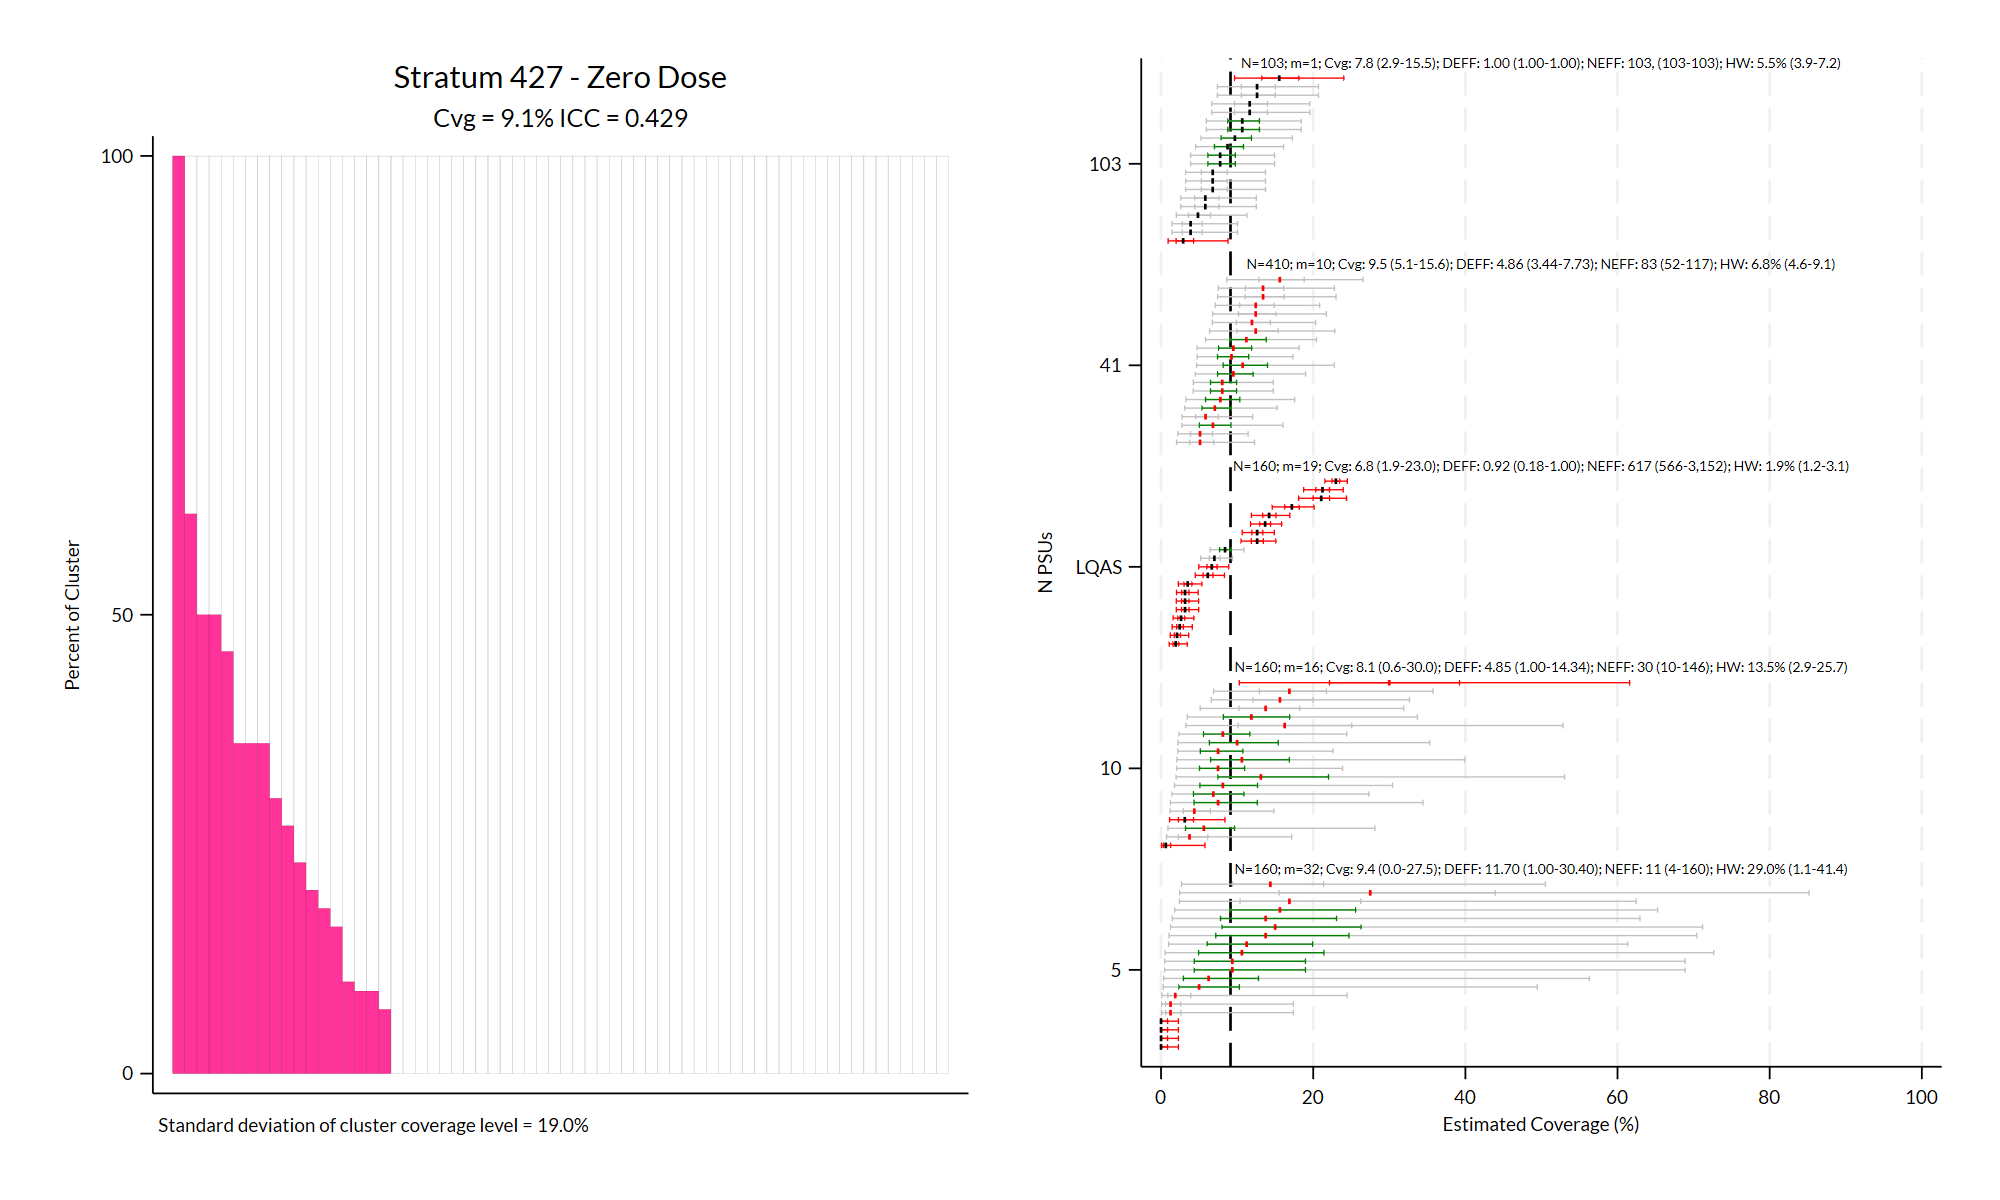 Stratum 427 - Zero Dose
Cvg = 9.1% ICC = 0.429
100
50
0
Percent of Cluster
Standard deviation of cluster coverage level = 19.0%
N PSUs
N=103; m=1; Cvg: 7.8 (2.9-15.5); DEFF: 1.00 (1.00-1.00); NEFF: 103, (103-103); HW: 5.5% (3.9-7.2)
103
N=410; m=10; Cvg: 9.5 (5.1-15.6); DEFF: 4.86 (3.44-7.73); NEFF: 83 (52-117); HW: 6.8% (4.6-9.1)
41
N=160; m=19; Cvg: 6.8 (1.9-23.0); DEFF: 0.92 (0.18-1.00); NEFF: 617 (566-3,152); HW: 1.9% (1.2-3.1)
LQAS
N=160; m=16; Cvg: 8.1 (0.6-30.0); DEFF: 4.85 (1.00-14.34); NEFF: 30 (10-146); HW: 13.5% (2.9-25.7)
10
N=160; m=32; Cvg: 9.4 (0.0-27.5); DEFF: 11.70 (1.00-30.40); NEFF: 11 (4-160); HW: 29.0% (1.1-41.4)
5
0 20 40 60 80 100
Estimated Coverage (%)